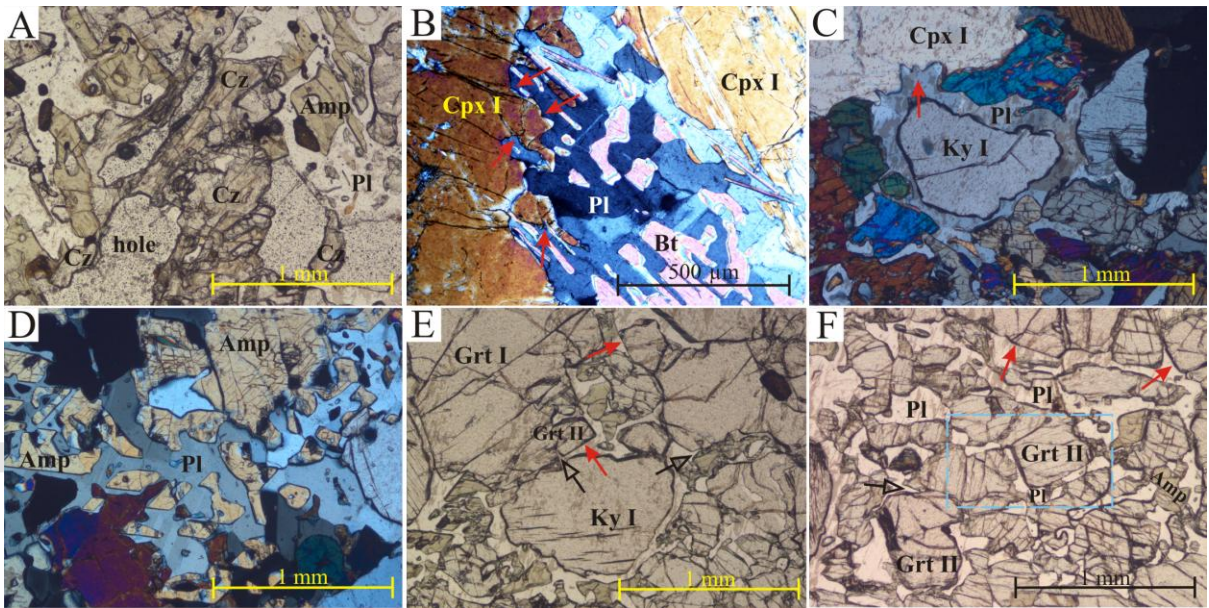 A
Cz
Amp
Cz
Pl
hole
Cz
Cz
1 mm
B
Cpx I
Cpx I
Pl
Bt
500 µm
C
Cpx I
Pl
Ky I
1 mm
D
Amp
Amp
Pl
1 mm
E
Grt I
Grt II
Ky I
1 mm
F
Pl
Pl
Grt II
Pl
Amp
Grt II
1 mm